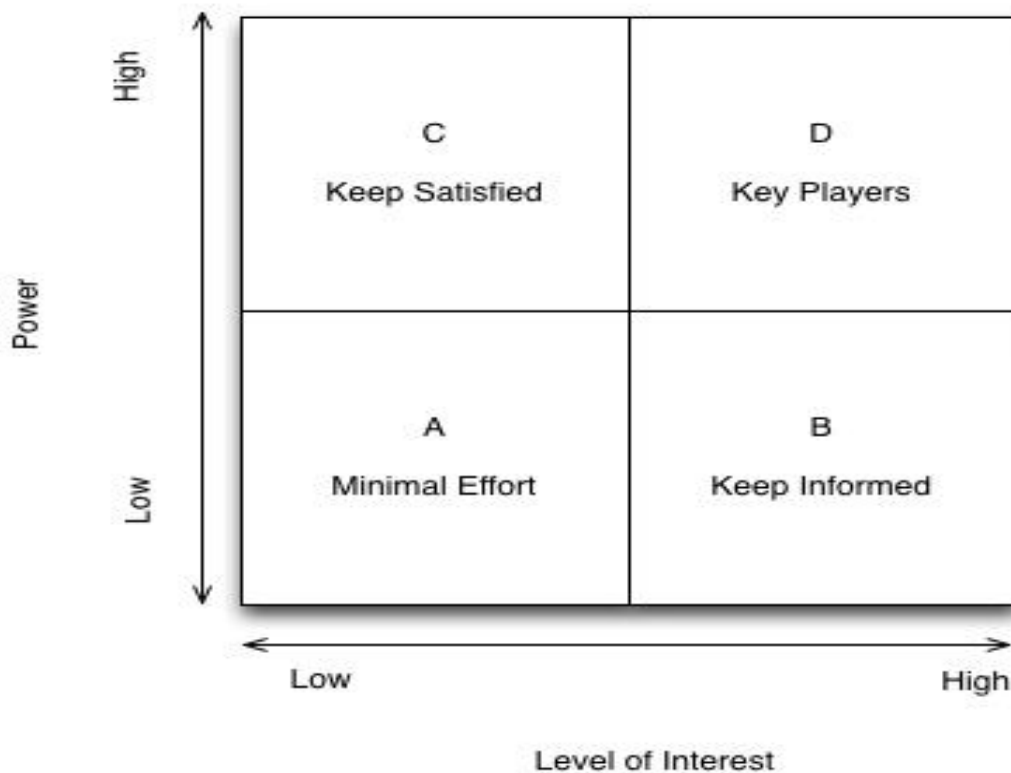 High
C
D
Keep Satisfied
Key Players
Power
A
B
Minimal Effort
Keep Informed
Low
Low
High
Level of Interest